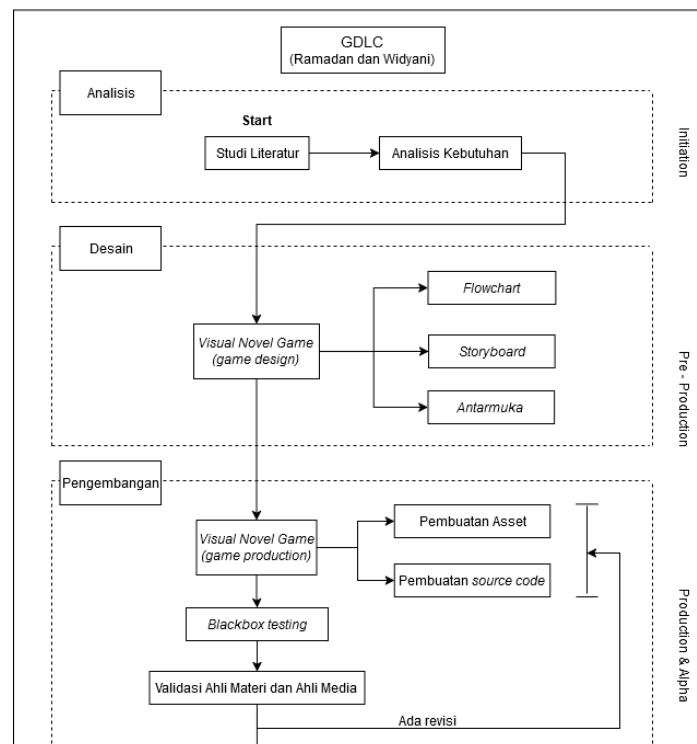 GDLC
(Ramadan dan Widyani)
Analisis
Start
Studi Literatur
Analisis Kebutuhan
Initiation
Desain
Visual Novel Game
(game design)
Flowchart
Storyboard
Antarmuka
Pre - Production
Pengembangan
Visual Novel Game
(game production)
Pembuatan Asset
Pembuatan source code
Blackbox testing
Validasi Ahli Materi dan Ahli Media
Ada revisi
Production & Alpha